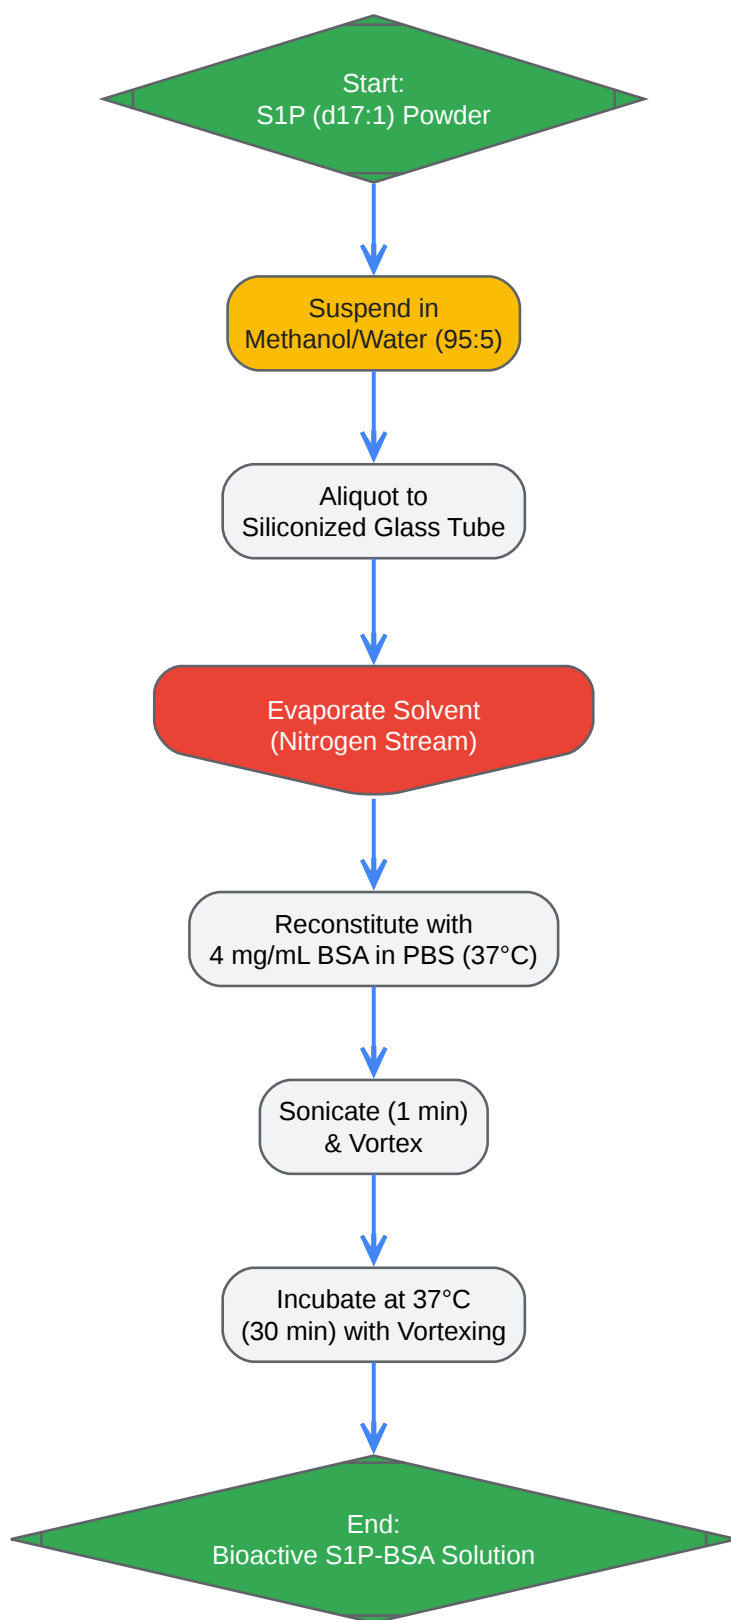 Start:
S1P (d17:1) Powder
Suspend in
Methanol/Water (95:5)
Aliquot to
Siliconized Glass Tube
Evaporate Solvent
(Nitrogen Stream)
Reconstitute with
4 mg/mL BSA in PBS (37°C)
Sonicate (1 min)
& Vortex
Incubate at 37°C
(30 min) with Vortexing
End:
Bioactive S1P-BSA Solution